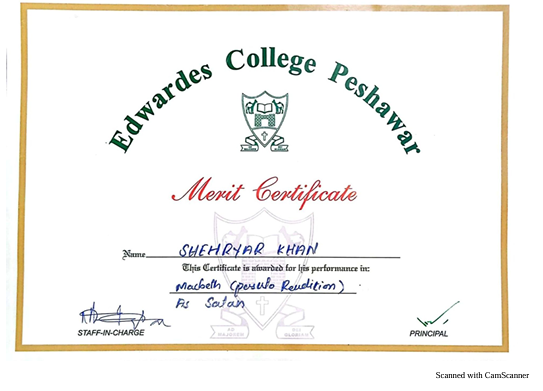 Edwardes College Peshawar
Merit Certificate
Name SHEHRYAR KHAN
This Certificate is awarded for his performance in:
Macbeth ( Rendition)
As Satan
STAFF-IN-CHARGE
PRINCIPAL
Scanned with CamScanner